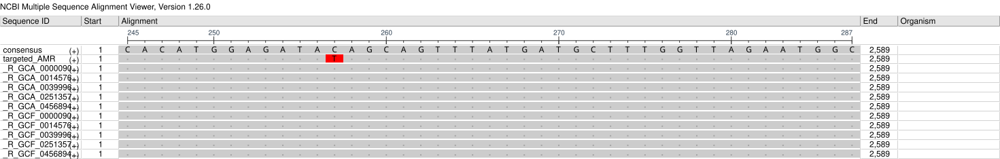 NCBI Multiple Sequence Alignment Viewer, Version 1.26.0
Sequence ID Start Alignment End Organism
245 250 260 270 280 287
consensus (+) 1 C A C A T G G A G A T A C A G C A G T T T A T G A T G C T T T G G T T A G A A T G G C 2,589
targeted_AMR (+) 1 T 2,589
_R_GCA_0000090... (+) 1 2,589
_R_GCA_0014576... (+) 1 2,589
_R_GCA_0039996... (+) 1 2,589
_R_GCA_0251357... (+) 1 2,589
_R_GCA_0456894... (+) 1 2,589
_R_GCF_0000090... (+) 1 2,589
_R_GCF_0014576... (+) 1 2,589
_R_GCF_0039996... (+) 1 2,589
_R_GCF_0251357... (+) 1 2,589
_R_GCF_0456894... (+) 1 2,589